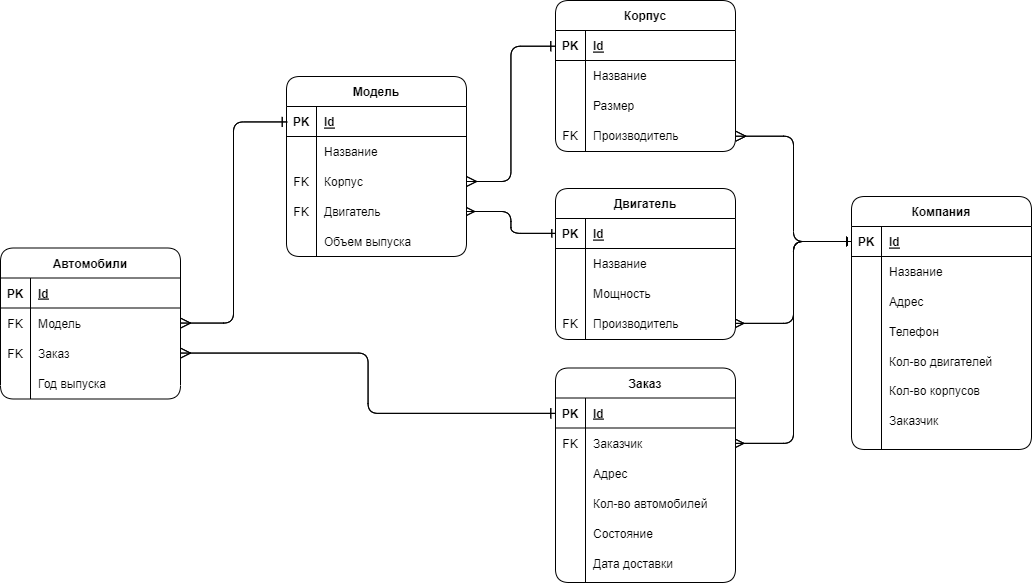 Корпус
PK Id
Название
Размер
FK Производитель
Модель
PK Id
Название
FK Корпус
FK Двигатель
Объем выпуска
Двигатель
PK Id
Название
Мощность
FK Производитель
Компания
PK Id
Название
Адрес
Телефон
Кол-во двигателей
Кол-во корпусов
Заказчик
Автомобили
PK Id
FK Модель
FK Заказ
Год выпуска
Заказ
PK Id
FK Заказчик
Адрес
Кол-во автомобилей
Состояние
Дата доставки